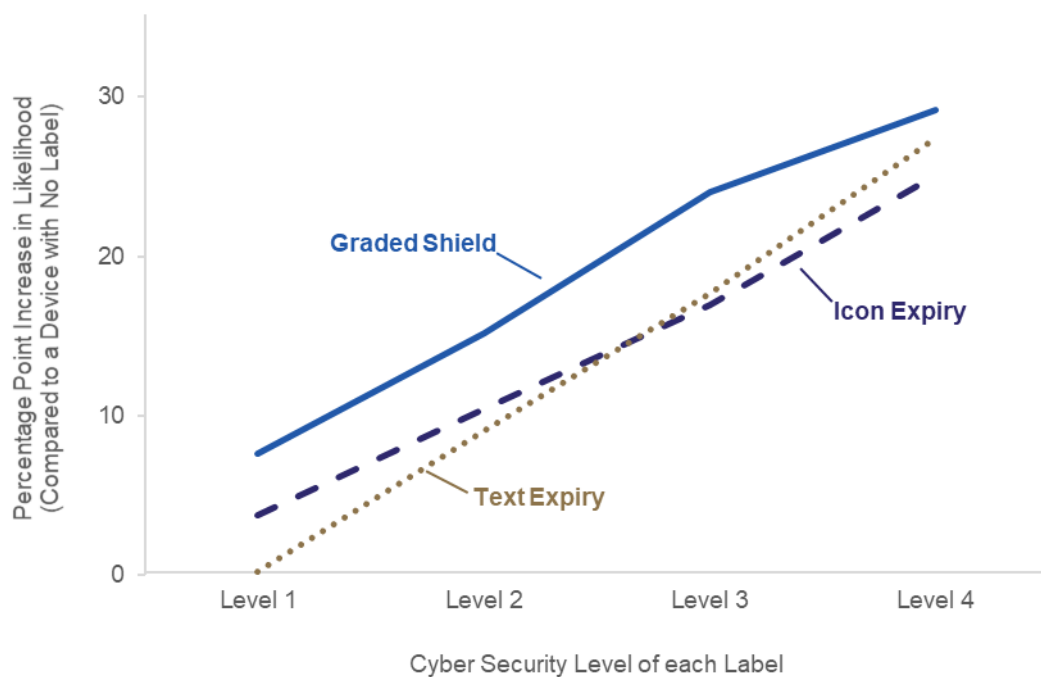 Percentage Point Increase in Likelihood
(Compared to a Device with No Label)
30
20
10
0
Graded Shield
Icon Expiry
Text Expiry
Level 1
Level 2
Level 3
Level 4
Cyber Security Level of each Label